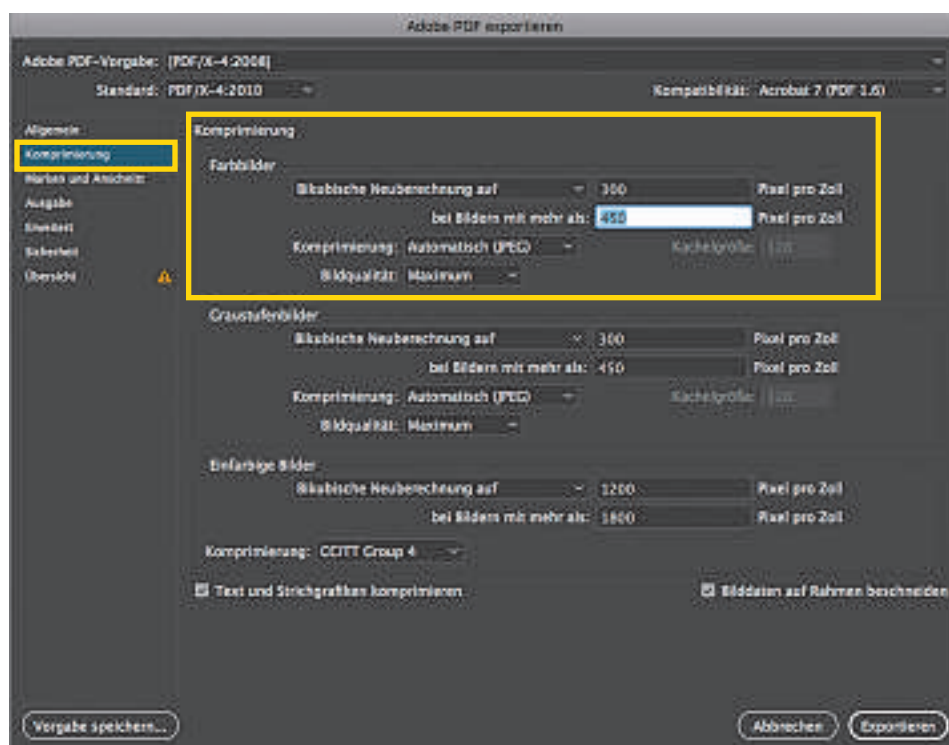 Adobe PDF exportieren
Adobe PDF-Vorgabe: [PDF/X-4:2008]
Standard: PDF/X-4:2010 Kompatibilität: Acrobat 7 (PDF 1.6)
Allgemein
Komprimierung
Marken und Anschnitt
Ausgabe
Erweitert
Sicherheit
Übersicht
Komprimierung
Farbbilder
Bikubische Neuberechnung auf 300 Pixel pro Zoll
bei Bildern mit mehr als: 450 Pixel pro Zoll
Komprimierung: Automatisch (JPEG) Kachelgröße: 128
Bildqualität: Maximum
Graustufenbilder
Bikubische Neuberechnung auf 300 Pixel pro Zoll
bei Bildern mit mehr als: 450 Pixel pro Zoll
Komprimierung: Automatisch (JPEG) Kachelgröße: 128
Bildqualität: Maximum
Einfarbige Bilder
Bikubische Neuberechnung auf 1200 Pixel pro Zoll
bei Bildern mit mehr als: 1800 Pixel pro Zoll
Komprimierung: CCITT Group 4
Text und Strichgrafiken komprimieren Bilddaten auf Rahmen beschneiden
Vorgabe speichern... Abbrechen Exportieren